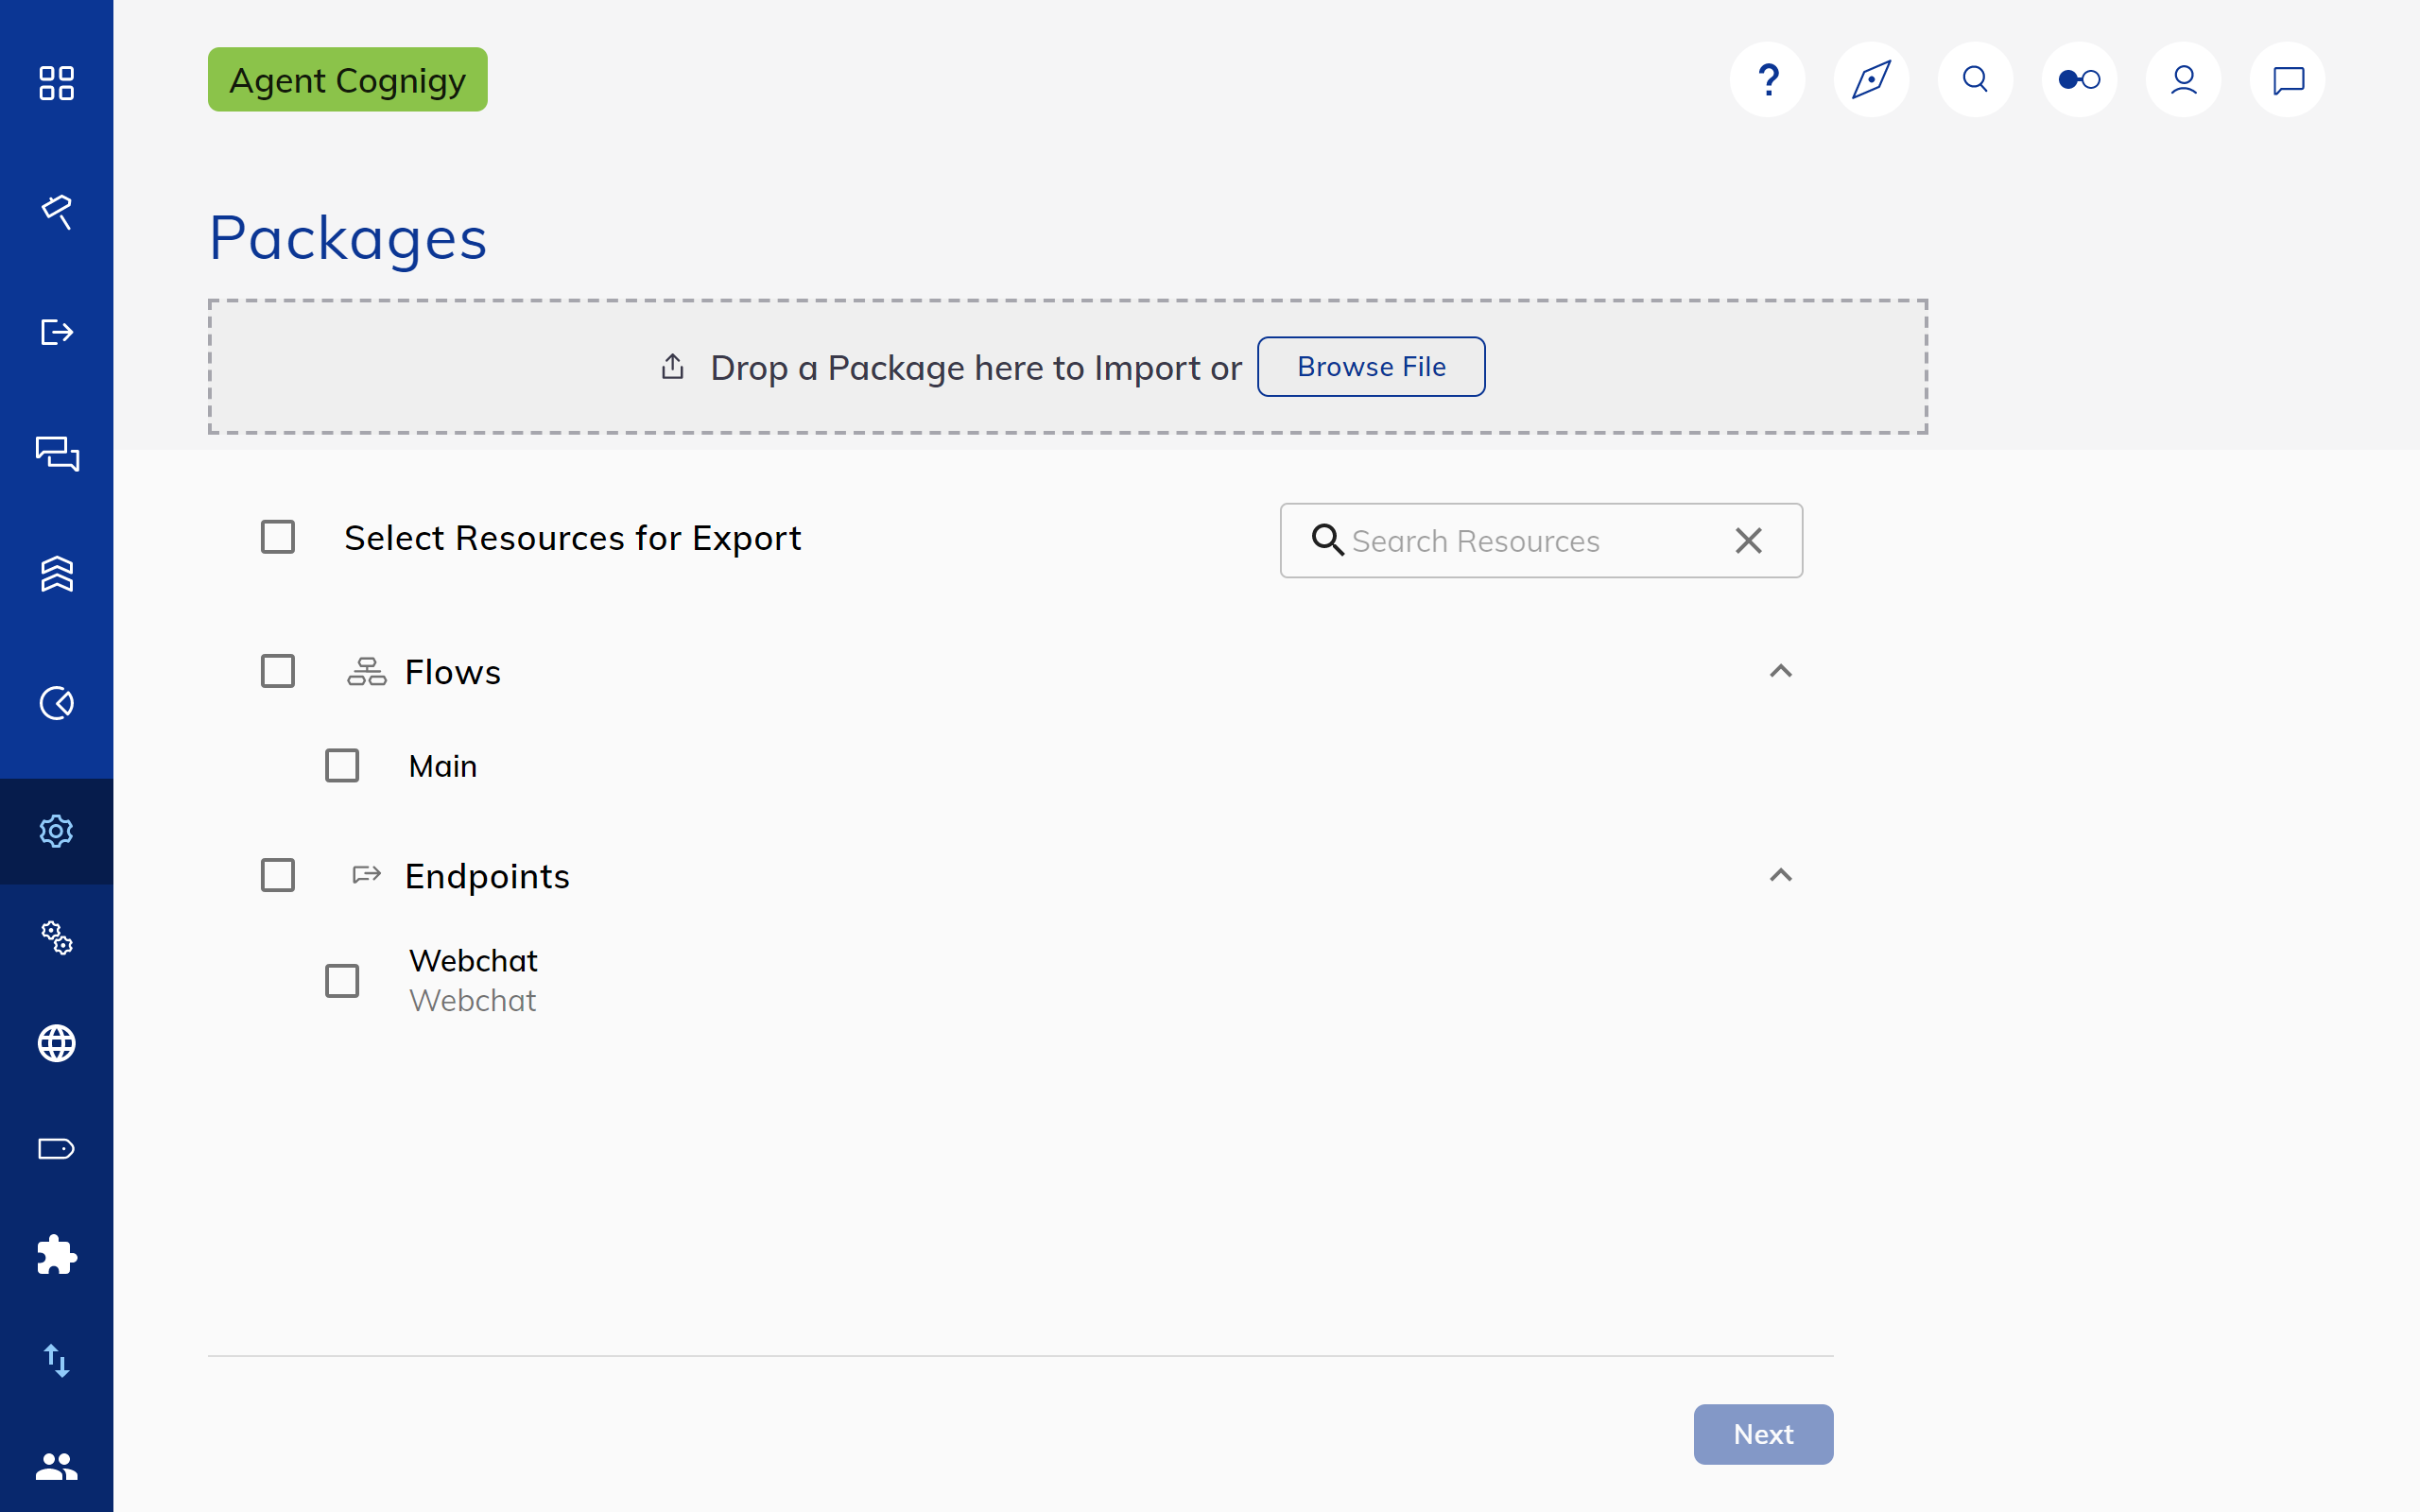 Agent Cognigy
?
Packages
Drop a Package here to Import or Browse File
Select Resources for Export
Search Resources
Flows
Main
Endpoints
Webchat
Webchat
Next